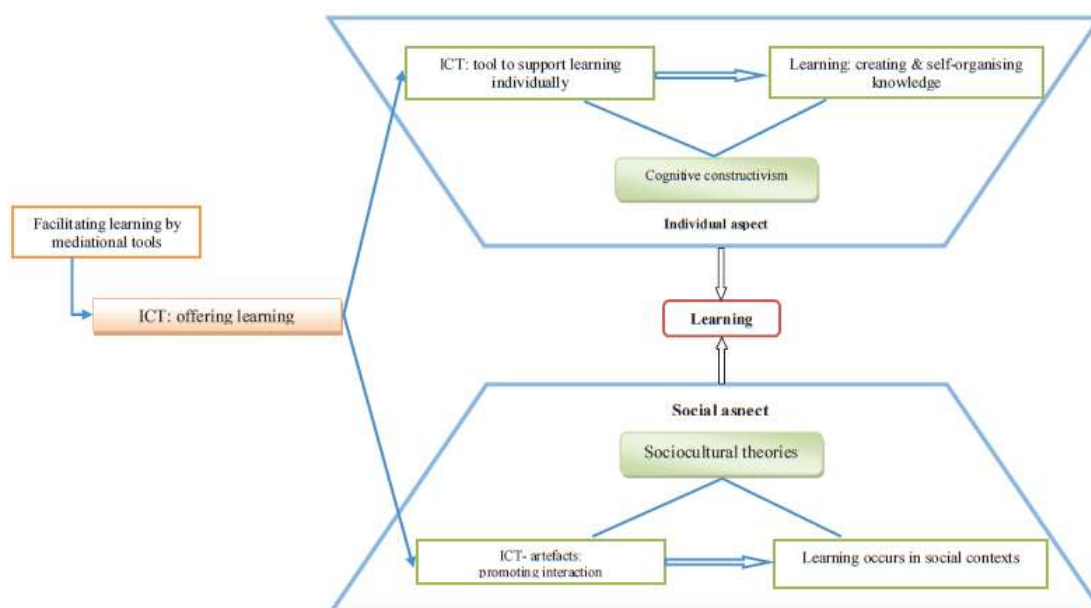 ICT: tool to support learning
individually
Learning: creating & self-organising
knowledge
Cognitive constructivism
Individual aspect
Facilitating learning by
mediational tools
ICT: offering learning
Learning
Social aspect
Sociocultural theories
ICT- artefacts:
promoting interaction
Learning occurs in social contexts